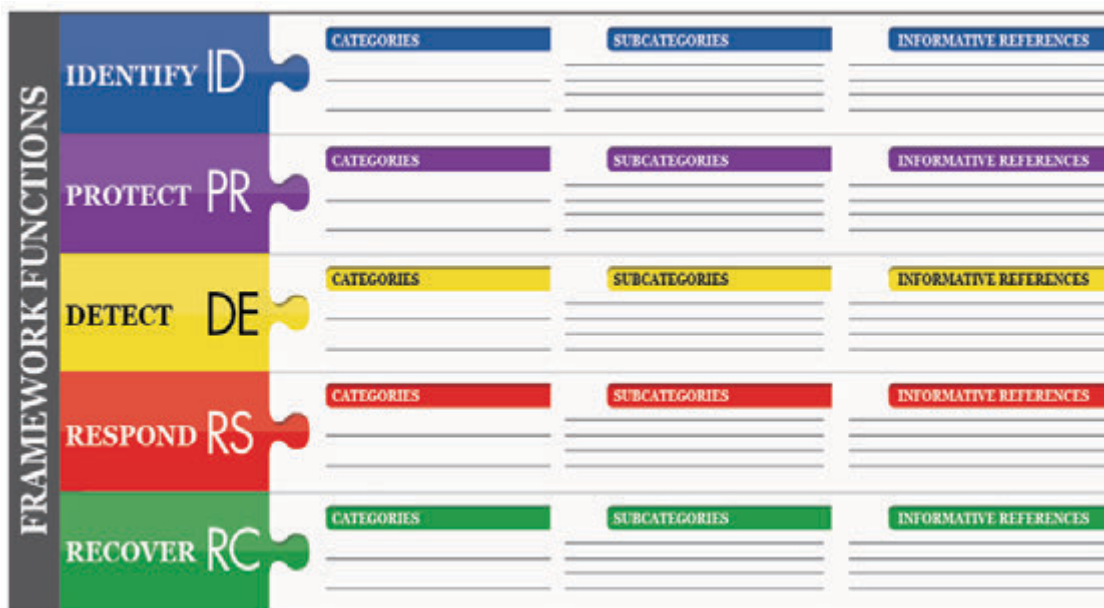 FRAMEWORK FUNCTIONS
IDENTIFY ID
CATEGORIES SUBCATEGORIES INFORMATIVE REFERENCES
PROTECT PR
CATEGORIES SUBCATEGORIES INFORMATIVE REFERENCES
DETECT DE
CATEGORIES SUBCATEGORIES INFORMATIVE REFERENCES
RESPOND RS
CATEGORIES SUBCATEGORIES INFORMATIVE REFERENCES
RECOVER RC
CATEGORIES SUBCATEGORIES INFORMATIVE REFERENCES